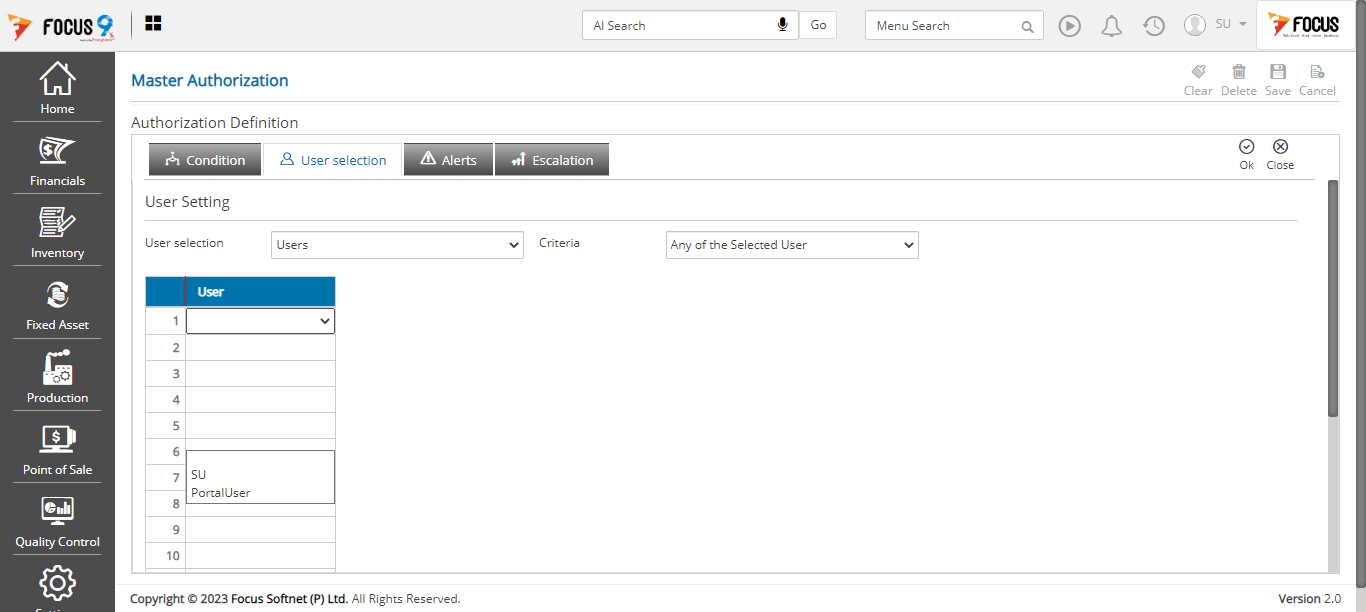 FOCUS 9
AI Search
Go
Menu Search
SU
FOCUS
Home
Financials
Inventory
Fixed Asset
Production
Point of Sale
Quality Control
Master Authorization
Clear
Delete
Save
Cancel
Authorization Definition
Condition
User selection
Alerts
Escalation
Ok
Close
User Setting
User selection
Users
Criteria
Any of the Selected User
User
1
2
3
4
5
6
7
8
9
10
SU
PortalUser
Copyright © 2023 Focus Softnet (P) Ltd. All Rights Reserved.
Version 2.0